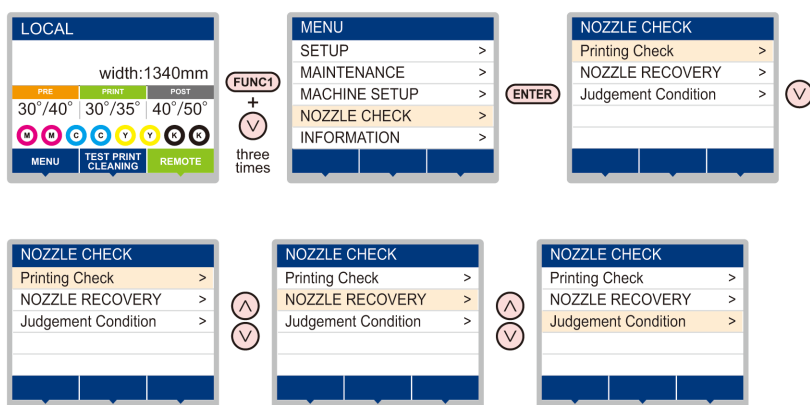 LOCAL
width:1340mm
PRE PRINT POST
30°/40° 30°/35° 40°/50°
M M C C Y Y K K
MENU TEST PRINT CLEANING REMOTE
FUNC1
+
three
times
MENU
SETUP >
MAINTENANCE >
MACHINE SETUP >
NOZZLE CHECK >
INFORMATION >
ENTER
NOZZLE CHECK
Printing Check >
NOZZLE RECOVERY >
Judgement Condition >
NOZZLE CHECK
Printing Check >
NOZZLE RECOVERY >
Judgement Condition >
NOZZLE CHECK
Printing Check >
NOZZLE RECOVERY >
Judgement Condition >
NOZZLE CHECK
Printing Check >
NOZZLE RECOVERY >
Judgement Condition >